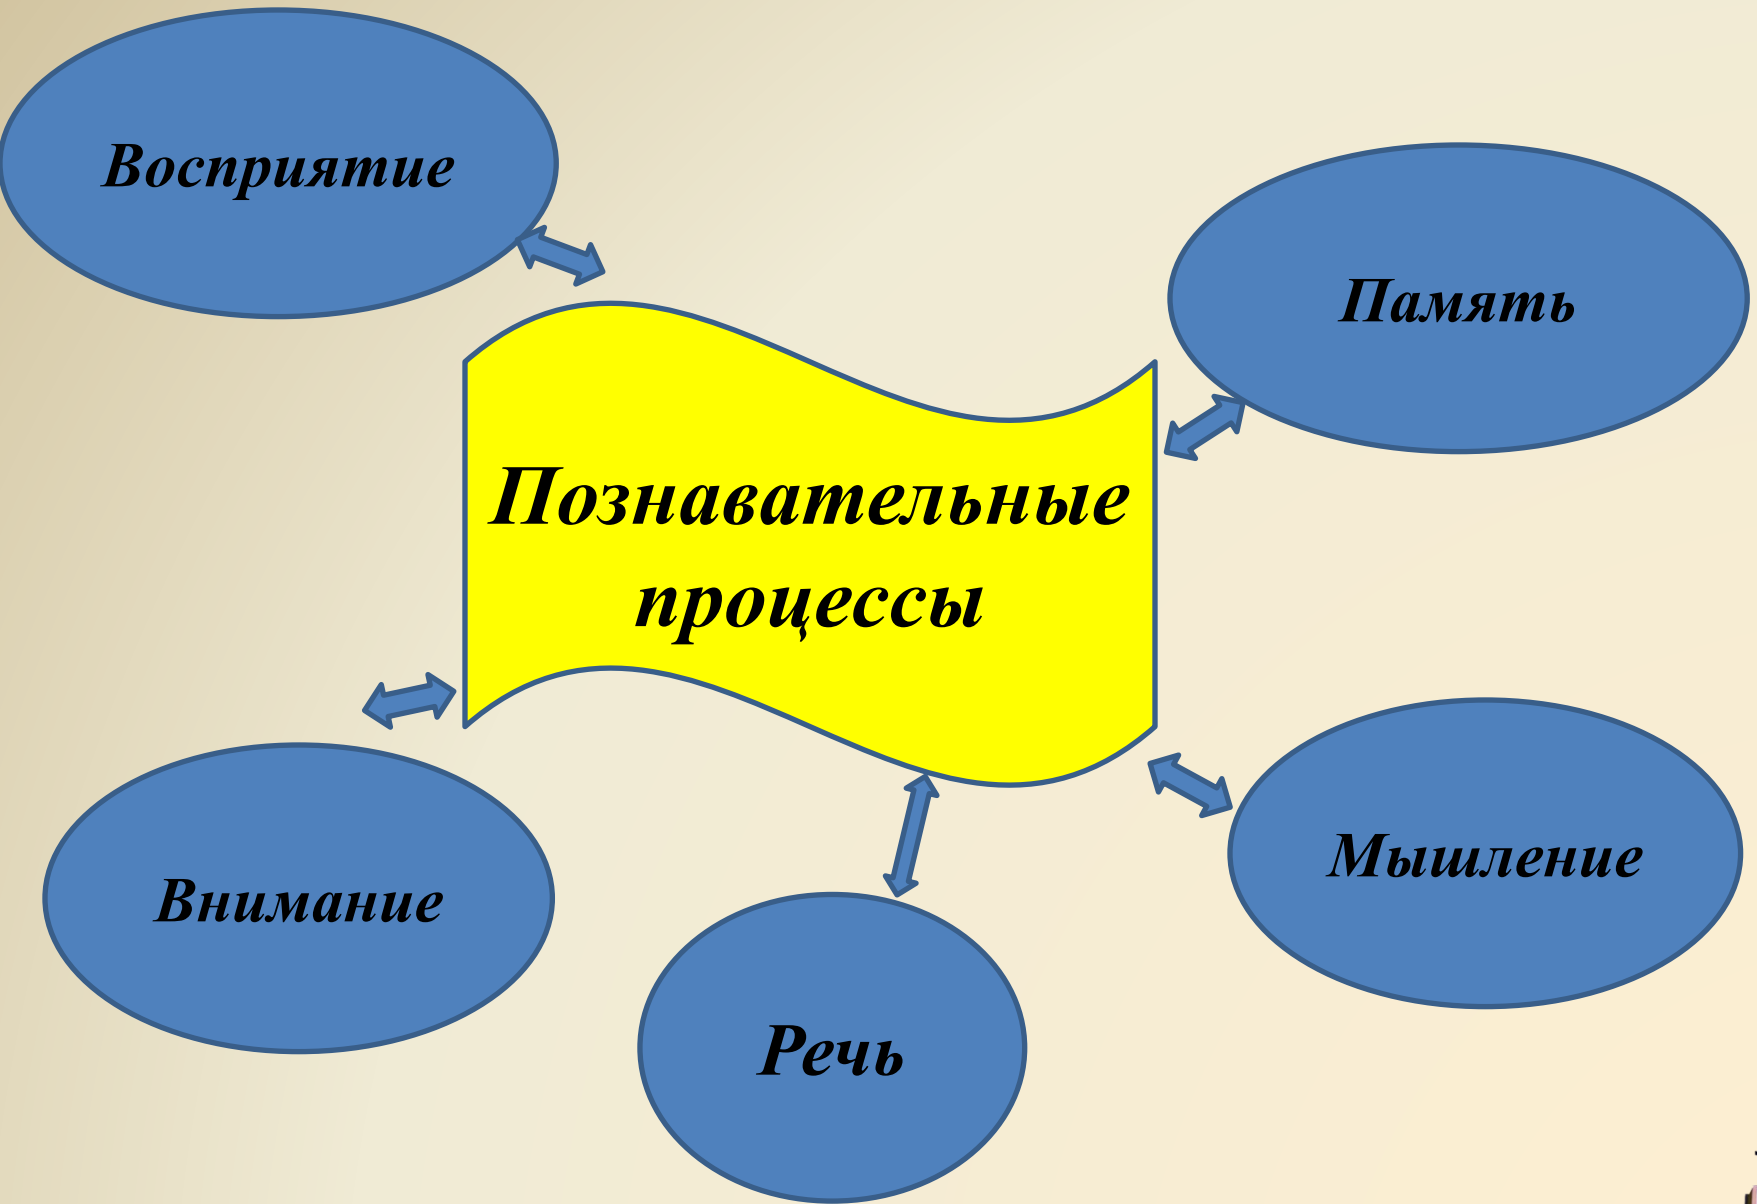 Восприятие
Память
Познавательные
процессы
Мышление
Внимание
Речь